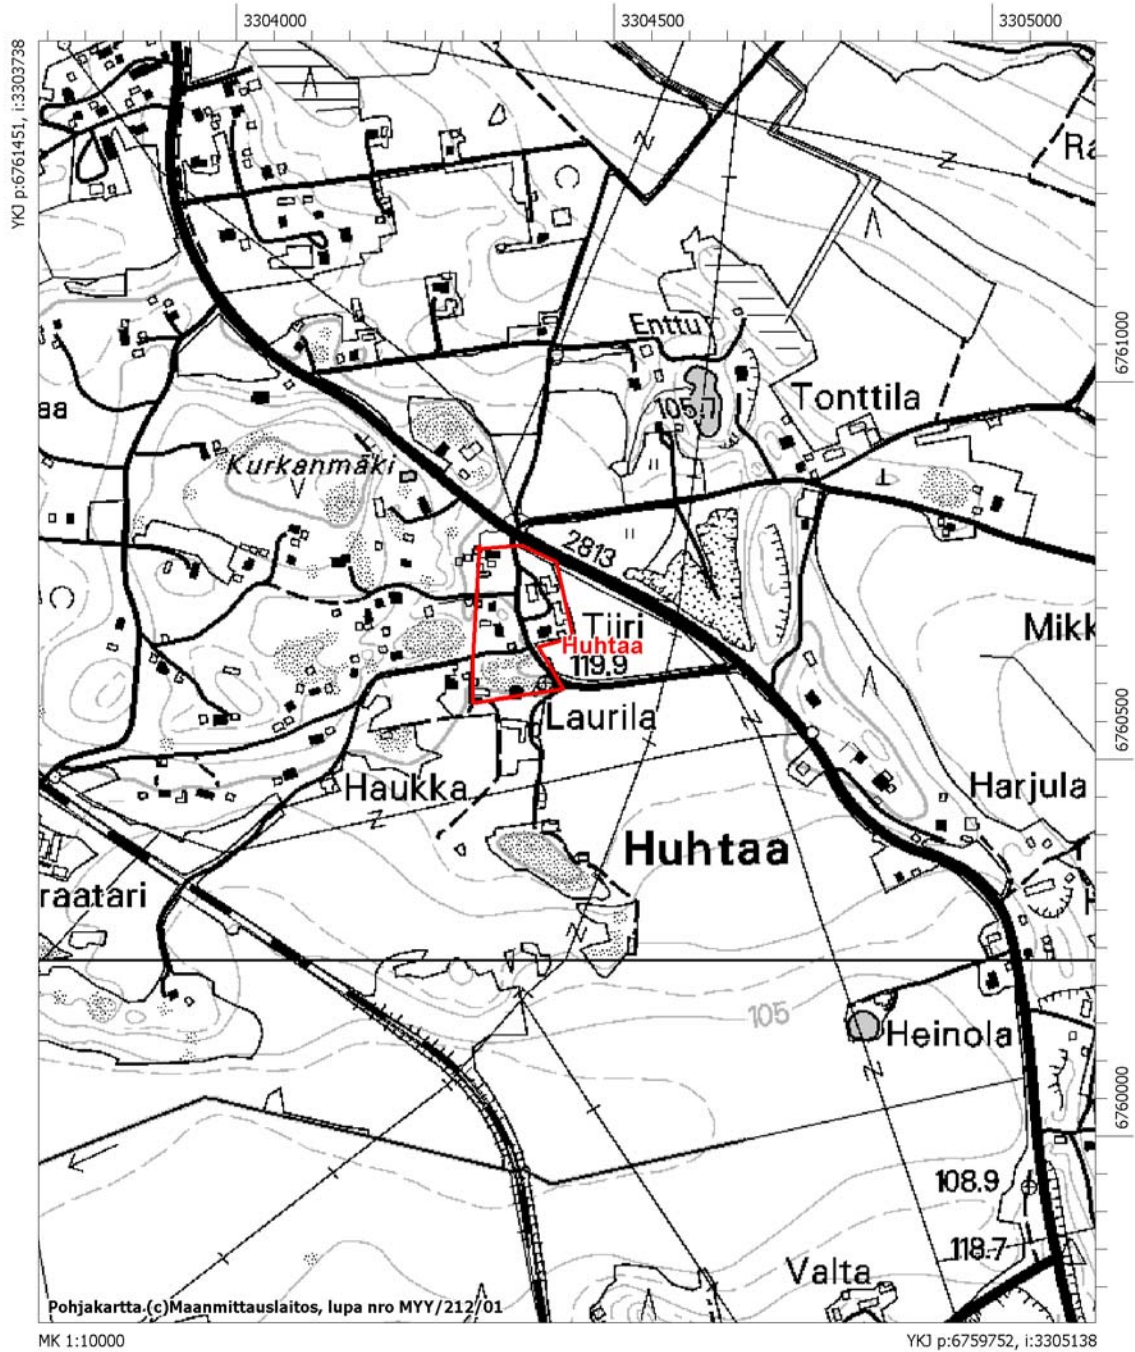 3304000
3304500
3305000
YKJ p:6761451, i:3303738
Ra
Enttu
6761000
Tonttila
aa
105.
Kurkanmäki
2813
Tiiri
Mikk
Huhtaa
119.9
Laurila
6760500
Haukka
Harjula
Huhtaa
raatari
H
105
Heinola
6760000
108.9
118.7
Valta
Pohjakartta (c)Maanmittauslaitos, lupa nro MYY/212/01
MK 1:10000
YKJ p:6759752, i:3305138